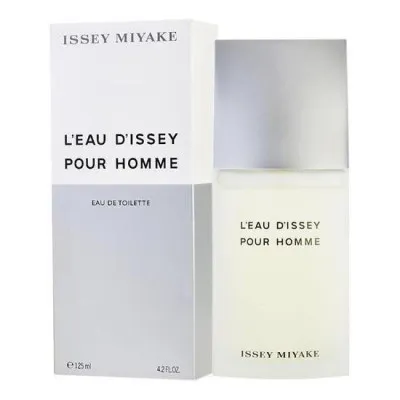 ISSEY MIYAKE
L'EAU D'ISSEY
POUR HOMME
EAU DE TOILETTE
℮ 125 ml
4.2 FL.OZ.
L'EAU D'ISSEY
POUR HOMME
ISSEY MIYAKE